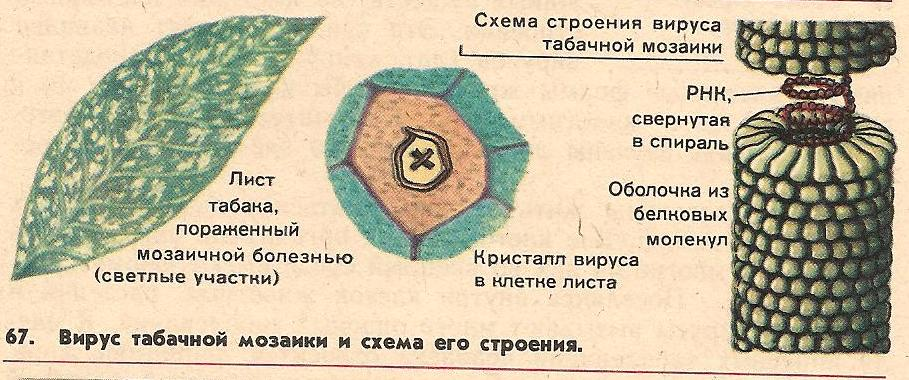 Схема строения вируса
табачной мозаики
РНК,
свернутая
в спираль
Оболочка из
белковых
молекул
Лист
табака,
пораженный
мозаичной болезнью
(светлые участки)
Кристалл вируса
в клетке листа
67. Вирус табачной мозаики и схема его строения.